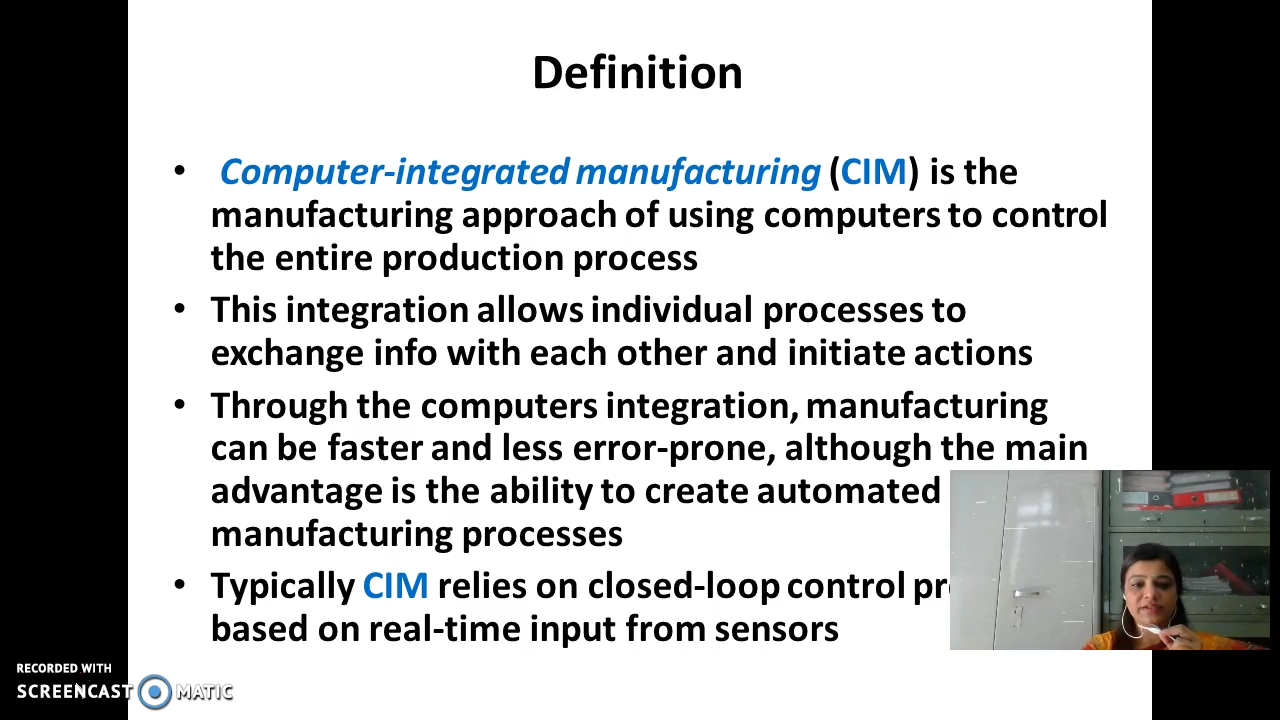 Definition
• Computer-integrated manufacturing (CIM) is the
manufacturing approach of using computers to control
the entire production process
• This integration allows individual processes to
exchange info with each other and initiate actions
• Through the computers integration, manufacturing
can be faster and less error-prone, although the main
advantage is the ability to create automated
manufacturing processes
• Typically CIM relies on closed-loop control
based on real-time input from sensors
RECORDED WITH
SCREENCAST MATIC